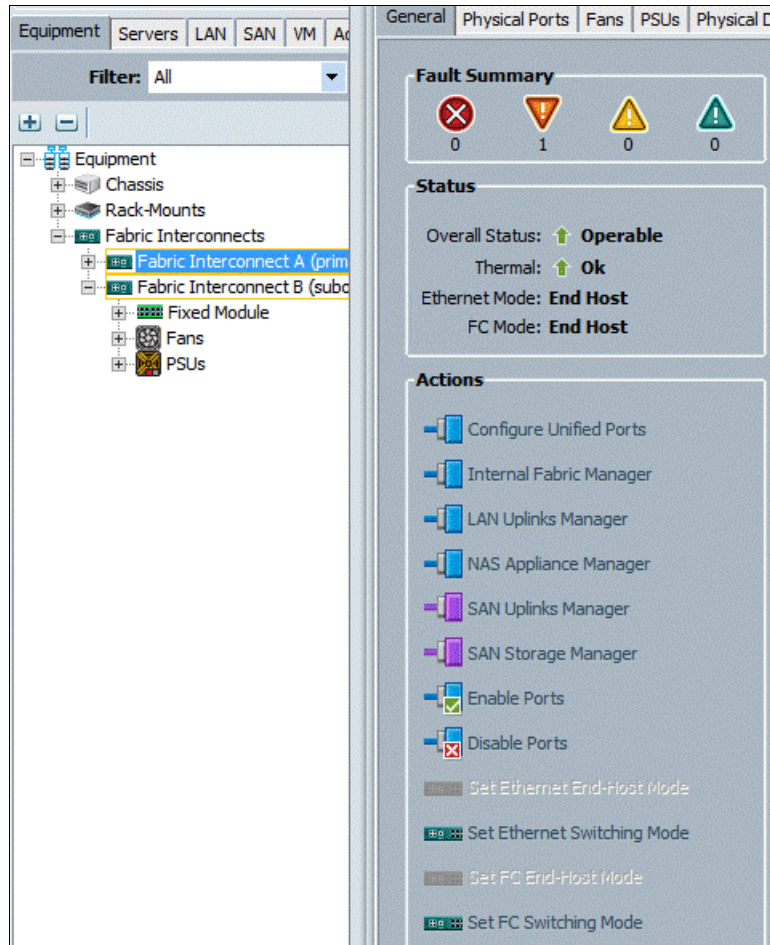 Equipment Servers LAN SAN VM Ad
Filter: All
Equipment
Chassis
Rack-Mounts
Fabric Interconnects
Fabric Interconnect A (prim
Fabric Interconnect B (subo
Fixed Module
Fans
PSUs
General Physical Ports Fans PSUs Physical D
Fault Summary
0 1 0 0
Status
Overall Status: Operable
Thermal: Ok
Ethernet Mode: End Host
FC Mode: End Host
Actions
Configure Unified Ports
Internal Fabric Manager
LAN Uplinks Manager
NAS Appliance Manager
SAN Uplinks Manager
SAN Storage Manager
Enable Ports
Disable Ports
Set Ethernet End-Host Mode
Set Ethernet Switching Mode
Set FC End-Host Mode
Set FC Switching Mode